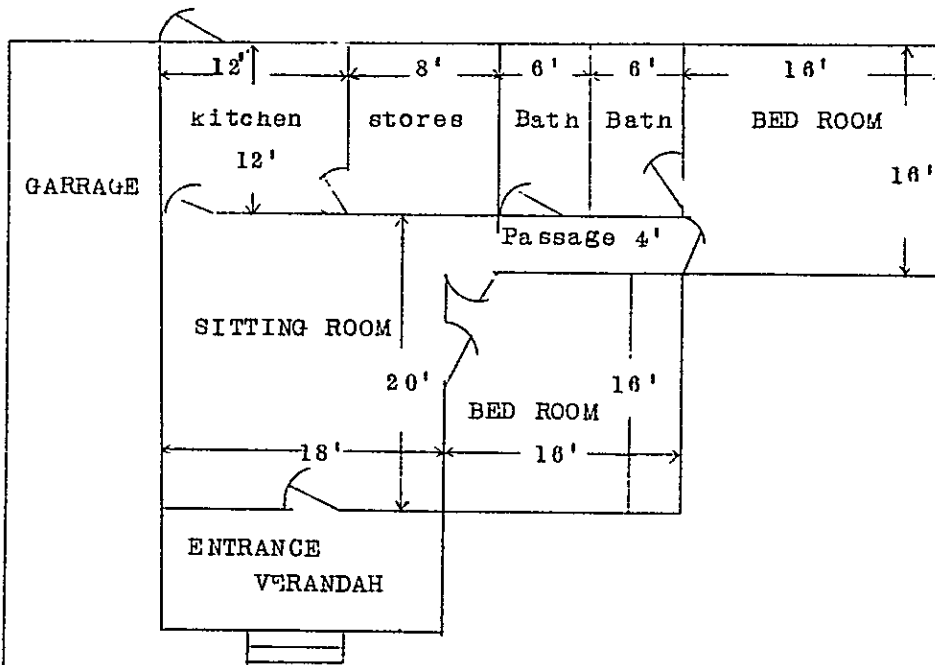 12'
8'
6'
6'
16'
kitchen
stores
Bath
Batn
BED ROOM
12'
GARRAGE
16'
Passage 4'
SITTING ROOM
20'
16'
BED ROOM
18'
16'
ENTRANCE
VERANDAH